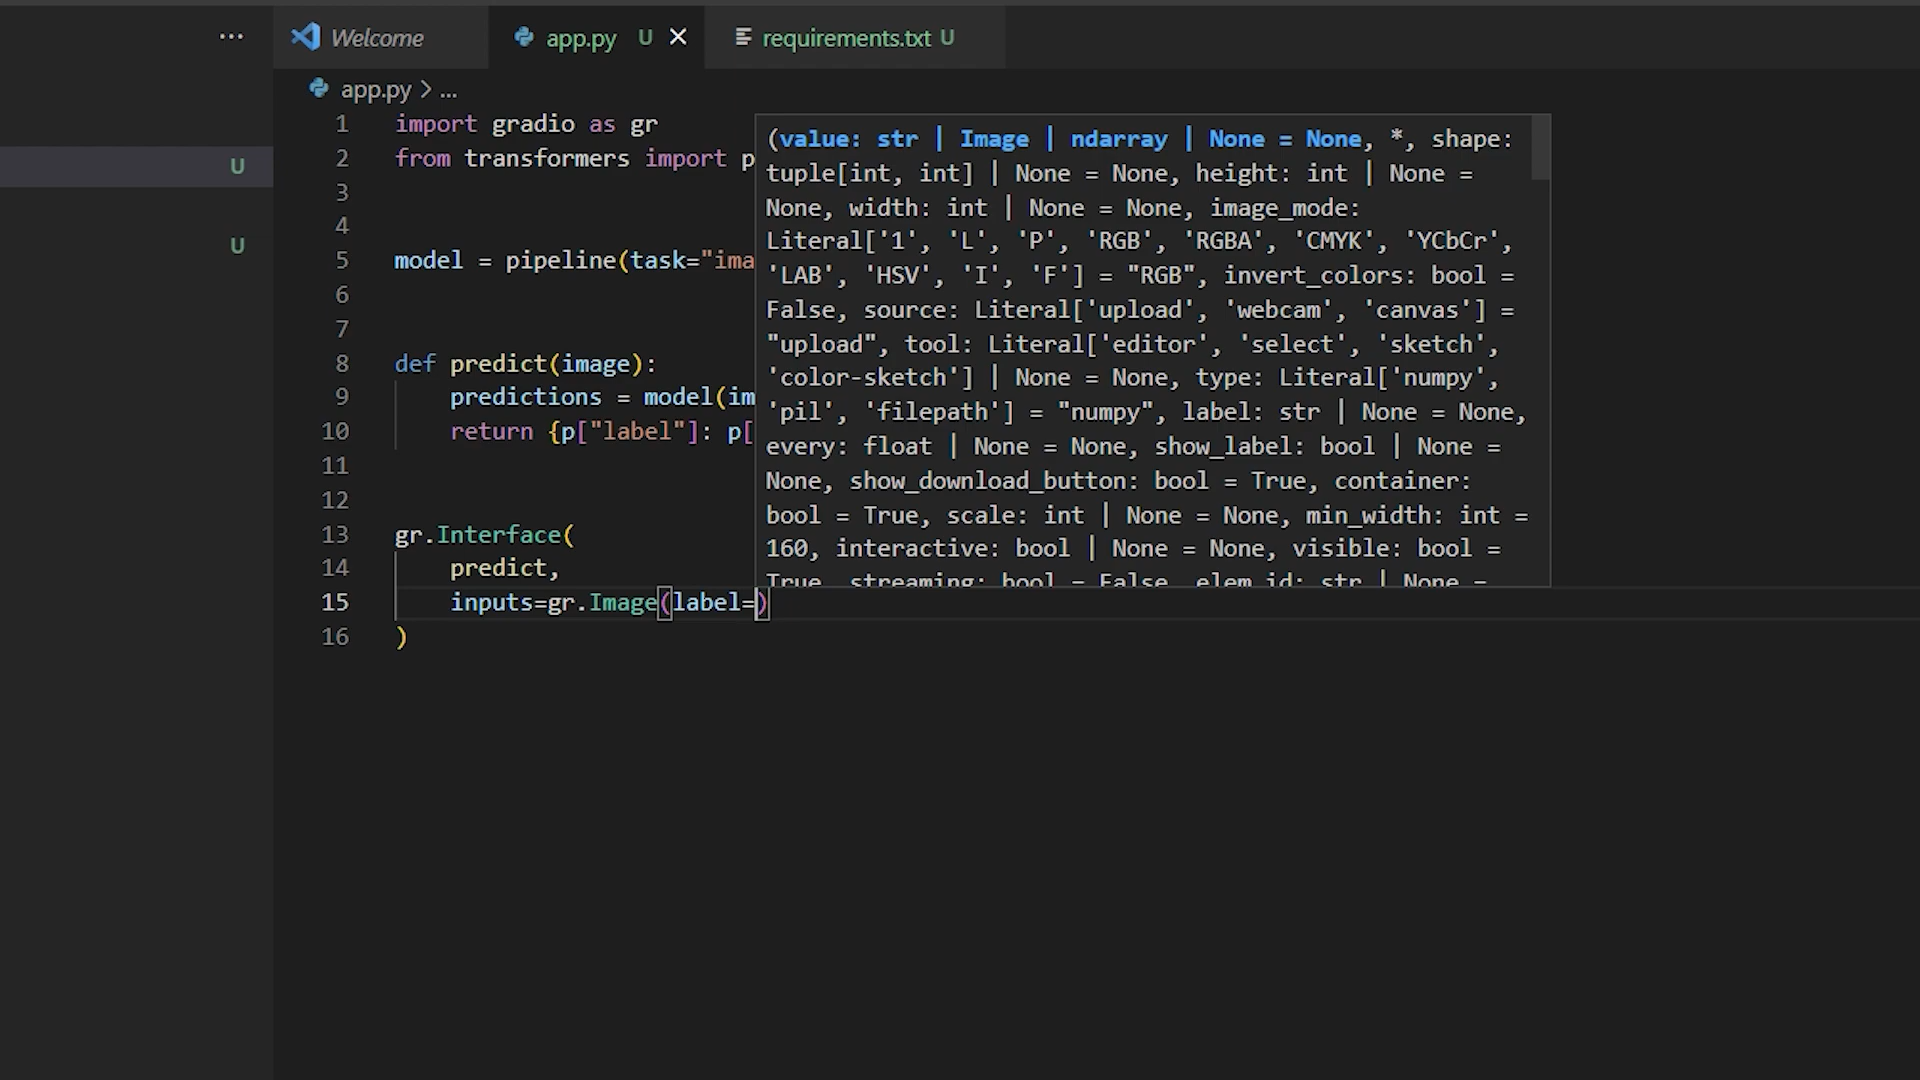 ... Welcome app.py U × requirements.txt U
app.py > ...
1 import gradio as gr
2 from transformers import p
3
4
5 model = pipeline(task="ima
6
7
8 def predict(image):
9 predictions = model(im
10 return {p["label"]: p[
11
12
13 gr.Interface(
14 predict,
15 inputs=gr.Image(label=)
16 )
U
U
(value: str | Image | ndarray | None = None, *, shape:
tuple[int, int] | None = None, height: int | None =
None, width: int | None = None, image_mode:
Literal['1', 'L', 'P', 'RGB', 'RGBA', 'CMYK', 'YCbCr',
'LAB', 'HSV', 'I', 'F'] = "RGB", invert_colors: bool =
False, source: Literal['upload', 'webcam', 'canvas'] =
"upload", tool: Literal['editor', 'select', 'sketch',
'color-sketch'] | None = None, type: Literal['numpy',
'pil', 'filepath'] = "numpy", label: str | None = None,
every: float | None = None, show_label: bool | None =
None, show_download_button: bool = True, container:
bool = True, scale: int | None = None, min_width: int =
160, interactive: bool | None = None, visible: bool =
True, streaming: bool = False, elem_id: str | None =